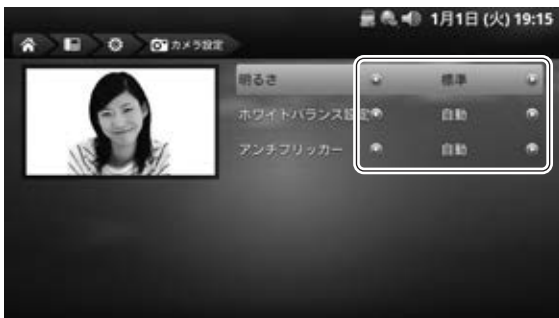 1月1日 (火) 19:15
カメラ設定
明るさ 標準
ホワイトバランス設定 自動
アンチフリッカー 自動